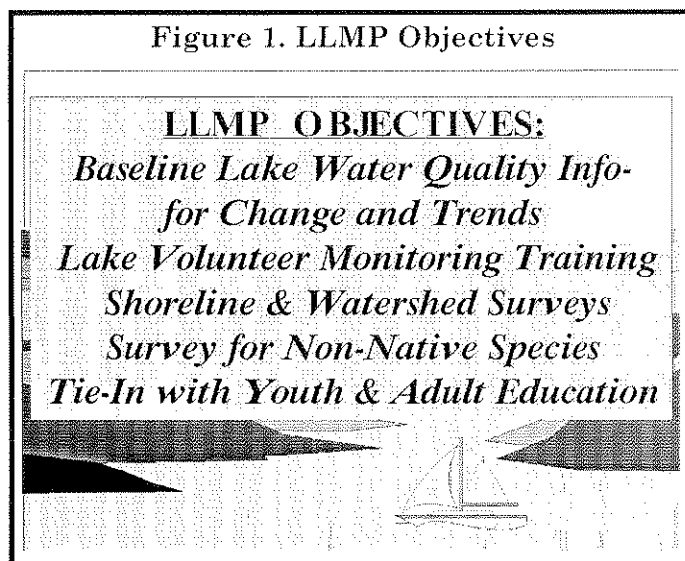 Figure 1. LLMP Objectives
LLMP OBJECTIVES:
Baseline Lake Water Quality Info-
for Change and Trends
Lake Volunteer Monitoring Training
Shoreline & Watershed Surveys
Survey for Non-Native Species
Tie-In with Youth & Adult Education